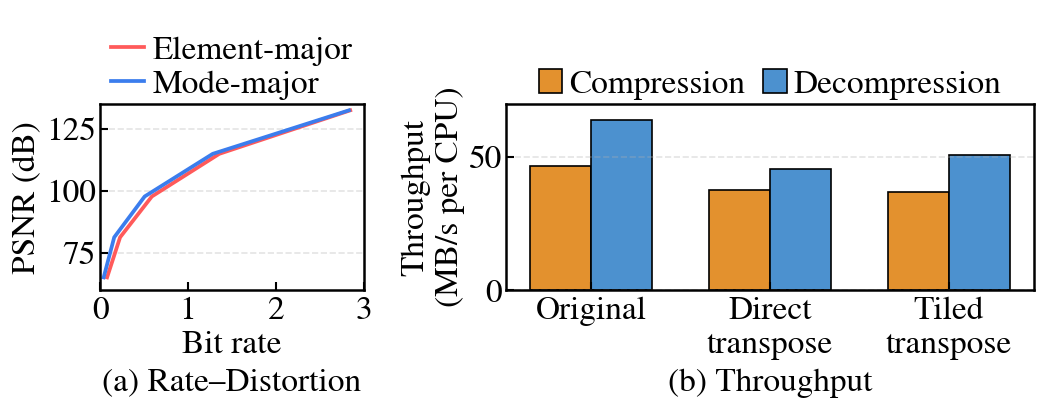 Element-major
Mode-major
PSNR (dB)
125
100
75
0 1 2 3
Bit rate
(a) Rate–Distortion
Compression Decompression
Throughput
(MB/s per CPU)
50
0
Original
Direct
transpose
Tiled
transpose
(b) Throughput